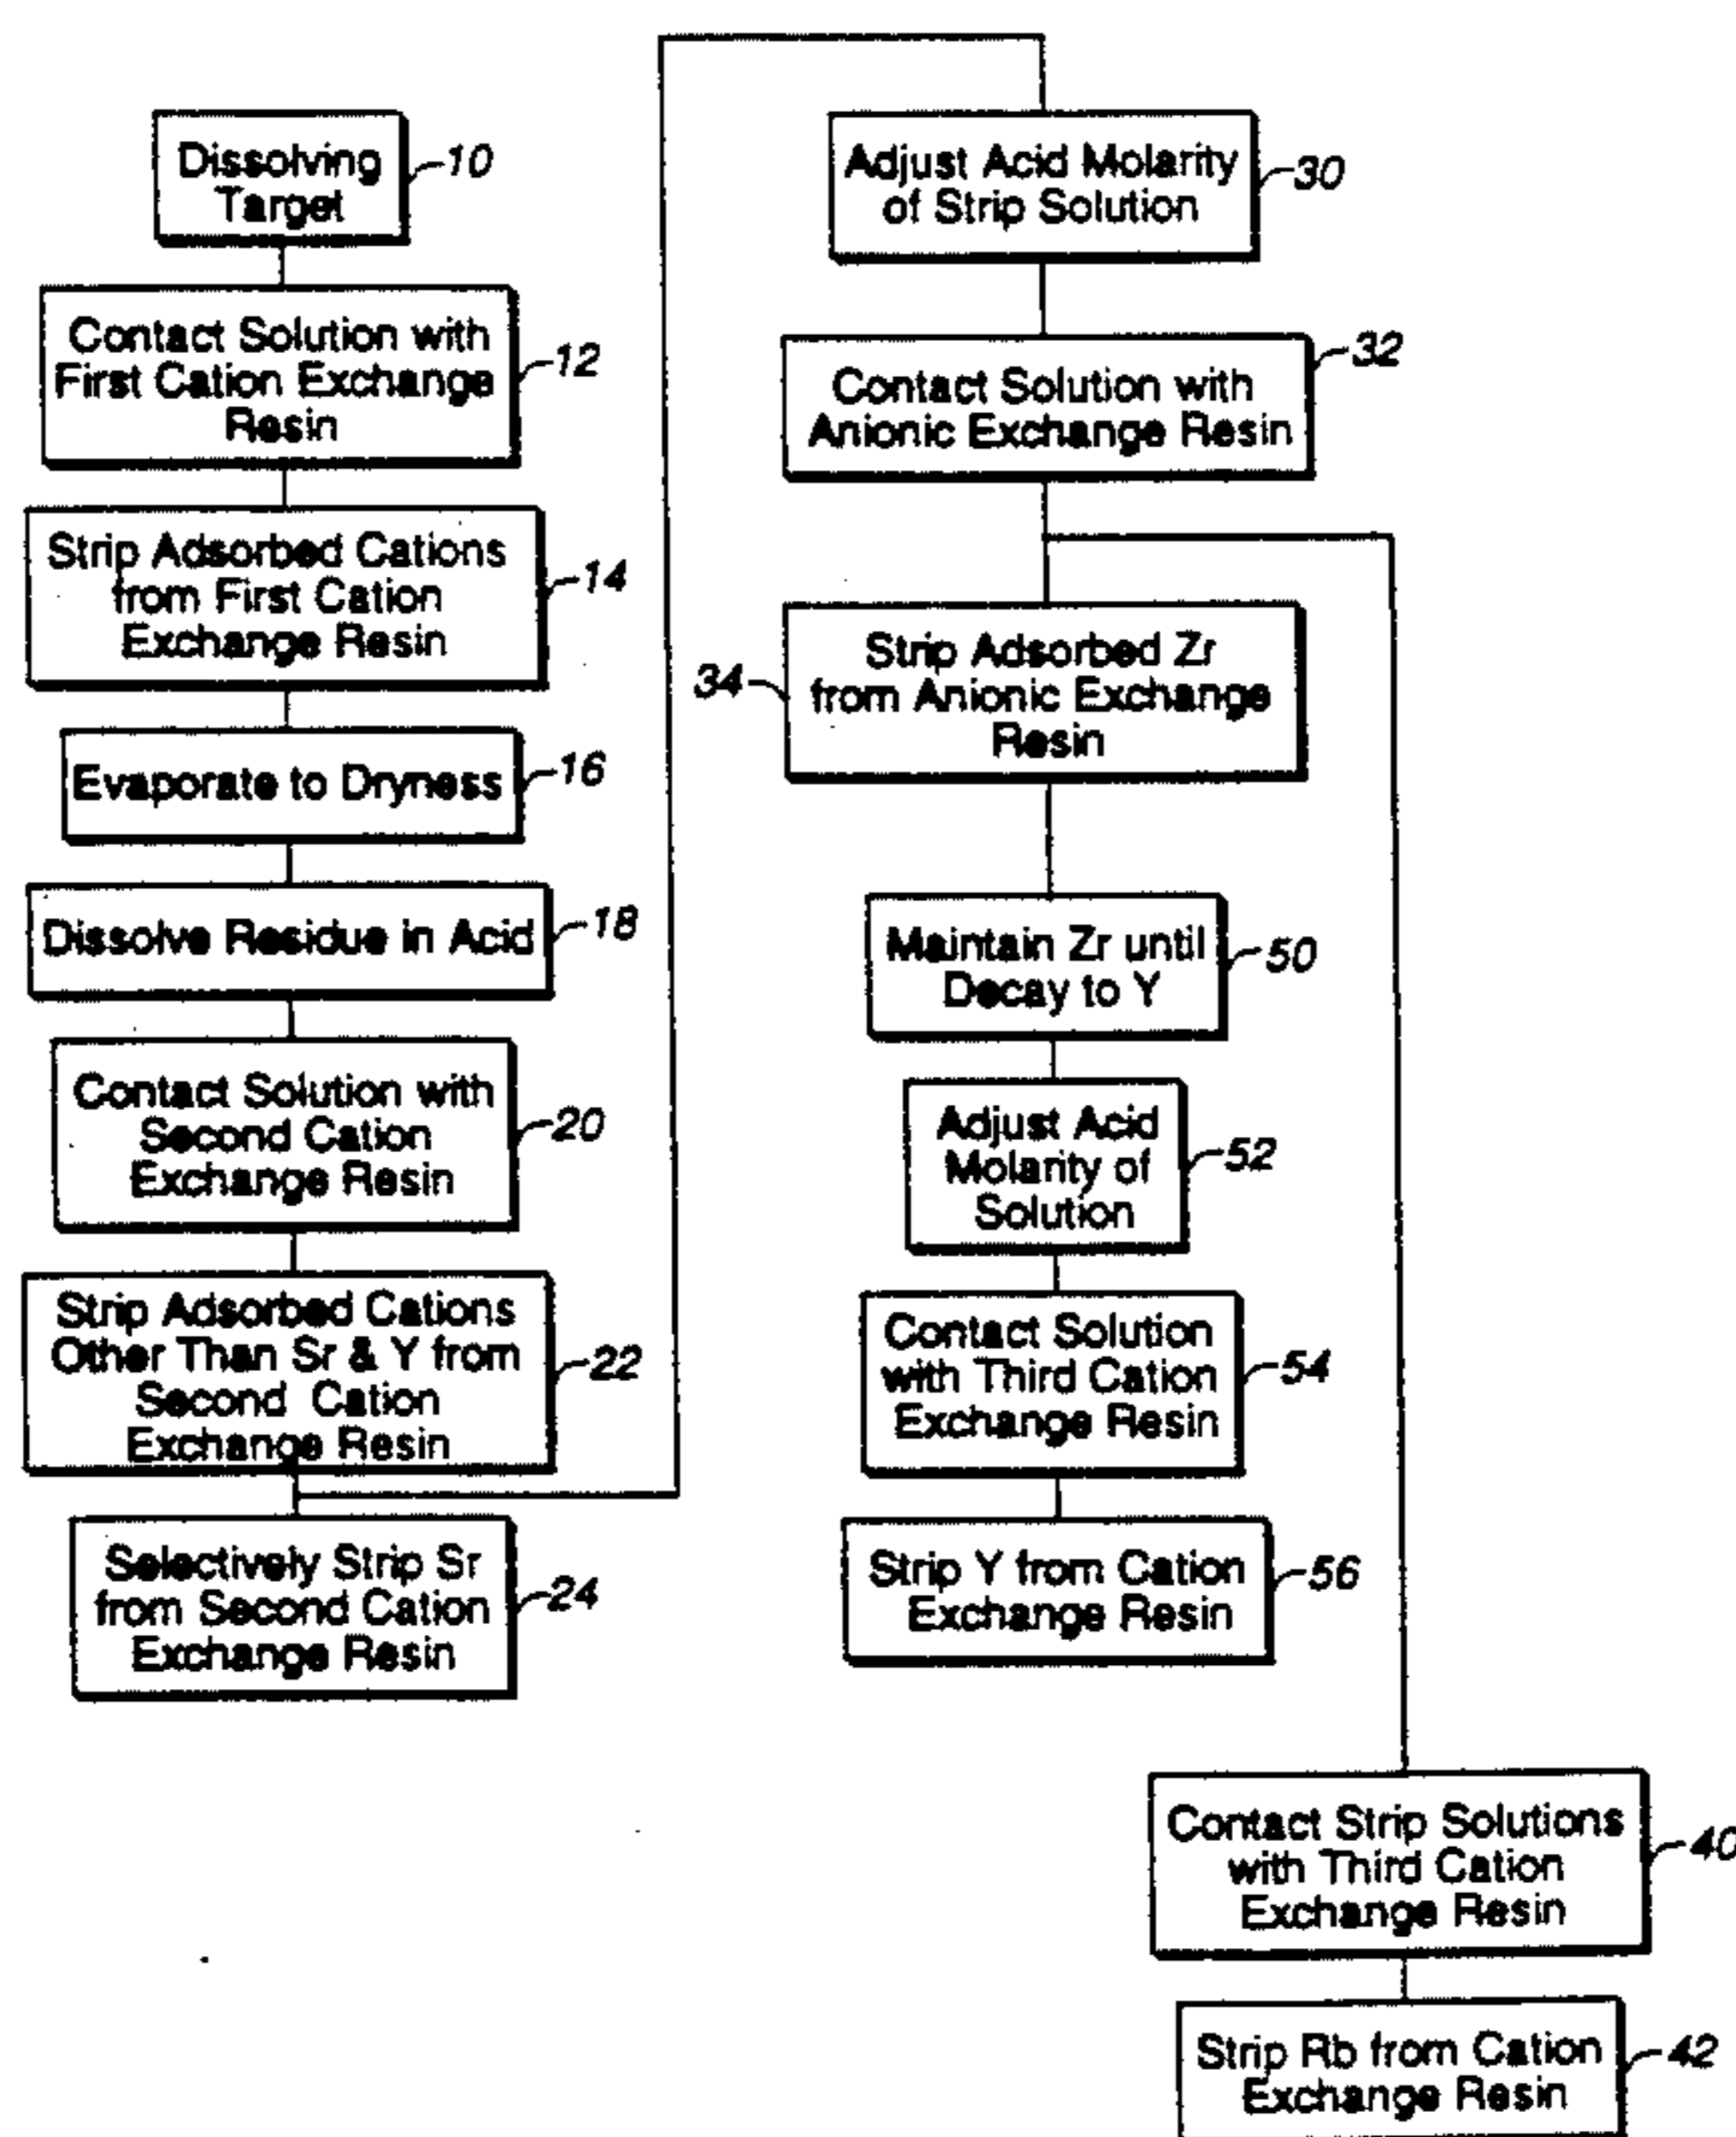 Dissolving
Target
10
Contact Solution with
First Cation Exchange
Resin
12
Strip Adsorbed Cations
from First Cation
Exchange Resin
14
Evaporate to Dryness
16
Dissolve Residue in Acid
18
Contact Solution with
Second Cation
Exchange Resin
20
Strip Adsorbed Cations
Other Than Sr & Y from
Second Cation
Exchange Resin
22
Selectively Strip Sr
from Second Cation
Exchange Resin
24
Adjust Acid Molarity
of Strip Solution
30
Contact Solution with
Anionic Exchange Resin
32
Strip Adsorbed Zr
from Anionic Exchange
Resin
34
Maintain Zr until
Decay to Y
50
Adjust Acid
Molarity of
Solution
52
Contact Solution
with Third Cation
Exchange Resin
54
Strip Y from Cation
Exchange Resin
56
Contact Strip Solutions
with Third Cation
Exchange Resin
40
Strip Rb from Cation
Exchange Resin
42